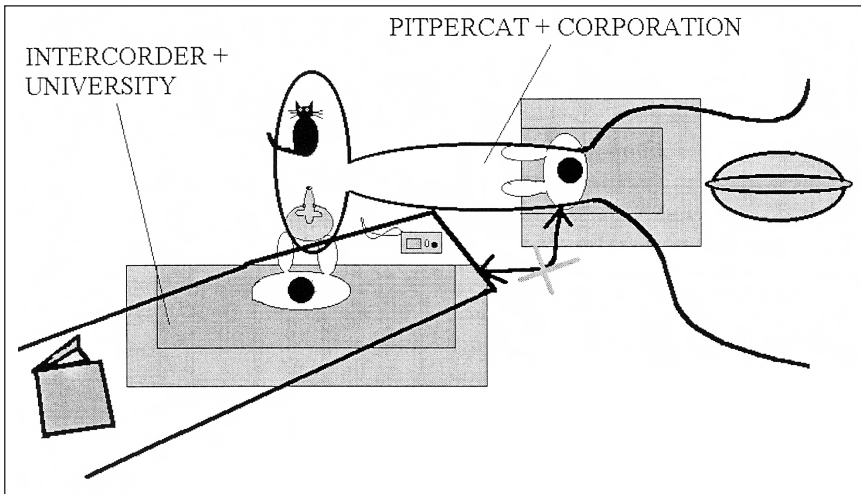 INTERCORDER +
UNIVERSITY
PITPERCAT + CORPORATION